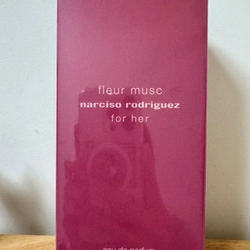 fleur musc
narciso rodriguez
for her
eau de parfum